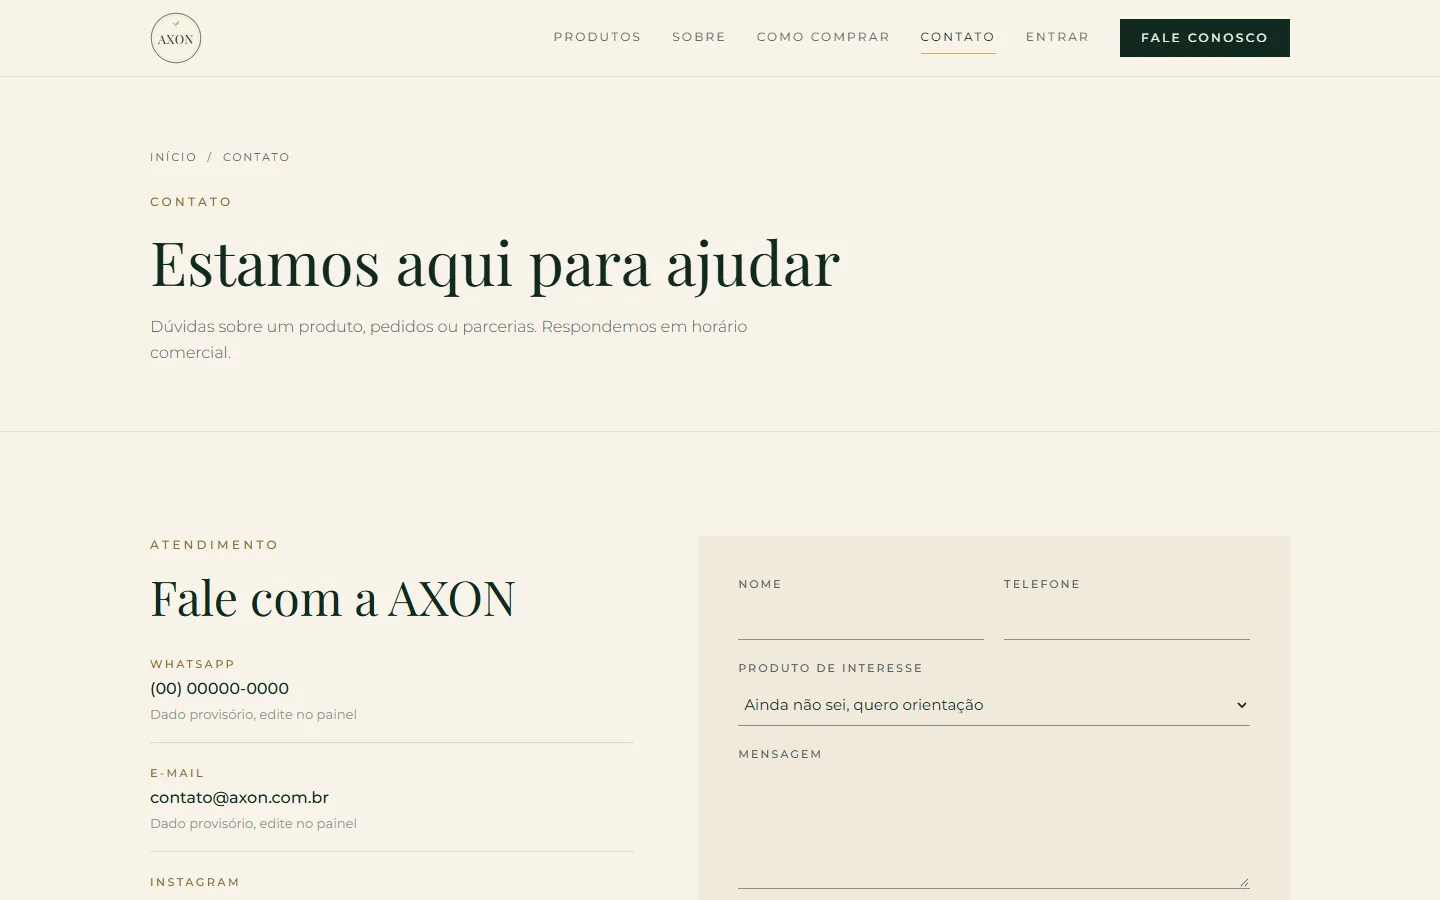 AXON
PRODUTOS
SOBRE
COMO COMPRAR
CONTATO
ENTRAR
FALE CONOSCO
INÍCIO / CONTATO
CONTATO
Estamos aqui para ajudar
Dúvidas sobre um produto, pedidos ou parcerias. Respondemos em horário
comercial.
ATENDIMENTO
Fale com a AXON
WHATSAPP
(00) 00000-0000
Dado provisório, edite no painel
E-MAIL
contato@axon.com.br
Dado provisório, edite no painel
INSTAGRAM
NOME
TELEFONE
PRODUTO DE INTERESSE
Ainda não sei, quero orientação
MENSAGEM